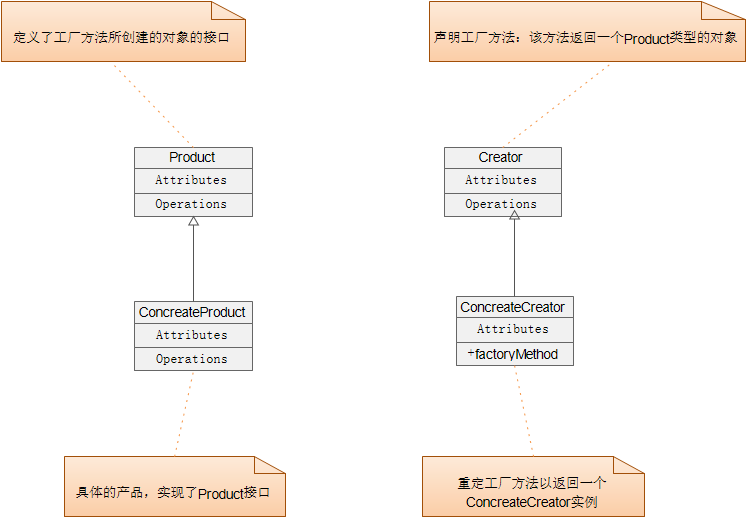 定义了工厂方法所创建的对象的接口
声明工厂方法：该方法返回一个Product类型的对象
Product
Attributes
Operations
Creator
Attributes
Operations
ConcreateProduct
Attributes
Operations
ConcreateCreator
Attributes
+factoryMethod
具体的产品，实现了Product接口
重定工厂方法以返回一个
ConcreateCreator实例